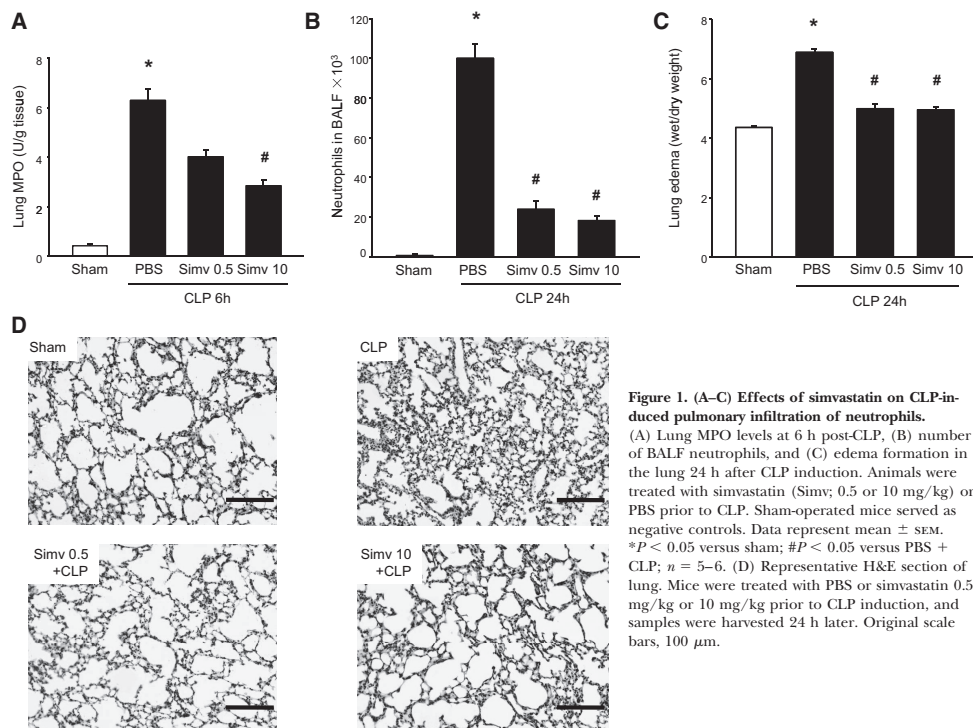 A
B
C
Lung MPO (U/g tissue)
8
6
4
2
0
*
#
Sham PBS Simv 0.5 Simv 10
CLP 6h
Neutrophils in BALF × 10³
120
100
80
60
40
20
0
*
#
#
Sham PBS Simv 0.5 Simv 10
CLP 24h
Lung edema (wet/dry weight)
8
6
4
2
0
*
#
#
Sham PBS Simv 0.5 Simv 10
CLP 24h
D
Sham
CLP
Simv 0.5
+CLP
Simv 10
+CLP
Figure 1. (A–C) Effects of simvastatin on CLP-in-
duced pulmonary infiltration of neutrophils.
(A) Lung MPO levels at 6 h post-CLP, (B) number
of BALF neutrophils, and (C) edema formation in
the lung 24 h after CLP induction. Animals were
treated with simvastatin (Simv; 0.5 or 10 mg/kg) or
PBS prior to CLP. Sham-operated mice served as
negative controls. Data represent mean ± SEM.
*P < 0.05 versus sham; #P < 0.05 versus PBS +
CLP; n = 5–6. (D) Representative H&E section of
lung. Mice were treated with PBS or simvastatin 0.5
mg/kg or 10 mg/kg prior to CLP induction, and
samples were harvested 24 h later. Original scale
bars, 100 μm.